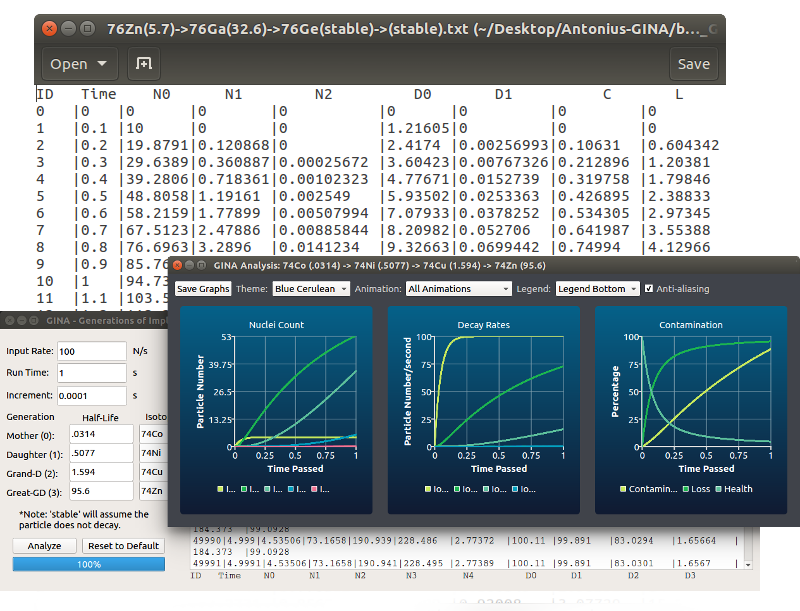 76Zn(5.7)->76Ga(32.6)->76Ge(stable)->(stable).txt (~/Desktop/Antonius-GINA/b..._G
Open Save
ID Time N0 N1 N2 D0 D1 C L
0 |0 |0 |0 |0 |0 |0 |0 |0
1 |0.1 |10 |0 |0 |1.21605|0 |0 |0
2 |0.2 |19.8791|0.120868|0 |2.4174 |0.00256993|0.10631 |0.604342
3 |0.3 |29.6389|0.360887|0.00025672 |3.60423|0.00767326|0.212896 |1.20381
4 |0.4 |39.2806|0.718361|0.00102323 |4.77671|0.0152739 |0.319758 |1.79846
5 |0.5 |48.8058|1.19161 |0.002549 |5.93502|0.0253363 |0.426895 |2.38833
6 |0.6 |58.2159|1.77899 |0.00507994 |7.07933|0.0378252 |0.534305 |2.97345
7 |0.7 |67.5123|2.47886 |0.00885844 |8.20982|0.052706 |0.641987 |3.55388
8 |0.8 |76.6963|3.2896 |0.0141234 |9.32663|0.0699442 |0.74994 |4.12966
9 |0.9 |85.76
10 |1 |94.73
11 |1.1 |103.5
GINA Analysis: 74Co (.0314) -> 74Ni (.5077) -> 74Cu (1.594) -> 74Zn (95.6)
Save Graphs Theme: Blue Cerulean Animation: All Animations Legend: Legend Bottom Anti-aliasing
Nuclei Count
Particle Number
53
39.75
26.5
13.25
0
0 0.25 0.5 0.75 1
Time Passed
I... I... I... I... I...
Decay Rates
Particle Number/second
100
75
50
25
0
0 0.25 0.5 0.75 1
Time Passed
Io... Io... Io... Io...
Contamination
Percentage
100
75
50
25
0
0 0.25 0.5 0.75 1
Time Passed
Contamin... Loss Health
GINA - Generations of Impl
Input Rate: 100 N/s
Run Time: 1 s
Increment: 0.0001 s
Generation Half-Life Isoto
Mother (0): .0314 74Co
Daughter (1): .5077 74Ni
Grand-D (2): 1.594 74Cu
Great-GD (3): 95.6 74Zn
*Note: 'stable' will assume the
particle does not decay.
Analyze Reset to Default
100%
184.373 |99.0928
49990|4.999|4.53506|73.1658|190.939|228.486 |2.77372 |100.11 |99.891 |83.0294 |1.65664 |
184.373 |99.0928
49991|4.9991|4.53506|73.1658|190.941|228.495 |2.77389 |100.11 |99.891 |83.0301 |1.6567 |
ID Time N0 N1 N2 N3 N4 D0 D1 D2 D3